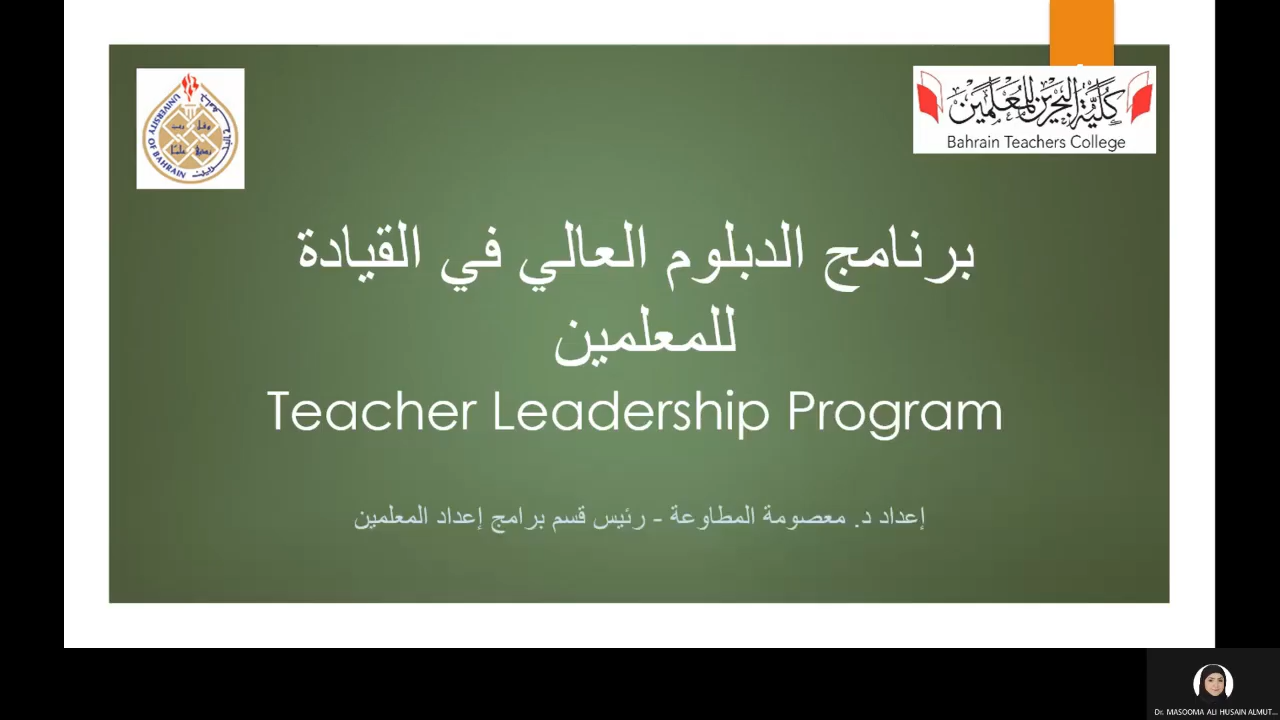 UNIVERSITY OF BAHRAIN
كلية البحرين للمعلمين
Bahrain Teachers College
برنامج الدبلوم العالي في القيادة
للمعلمين
Teacher Leadership Program
إعداد د. معصومة المطاوعة - رئيس قسم برامج إعداد المعلمين
Dr. MASOOMA ALI HUSAIN ALMUT...